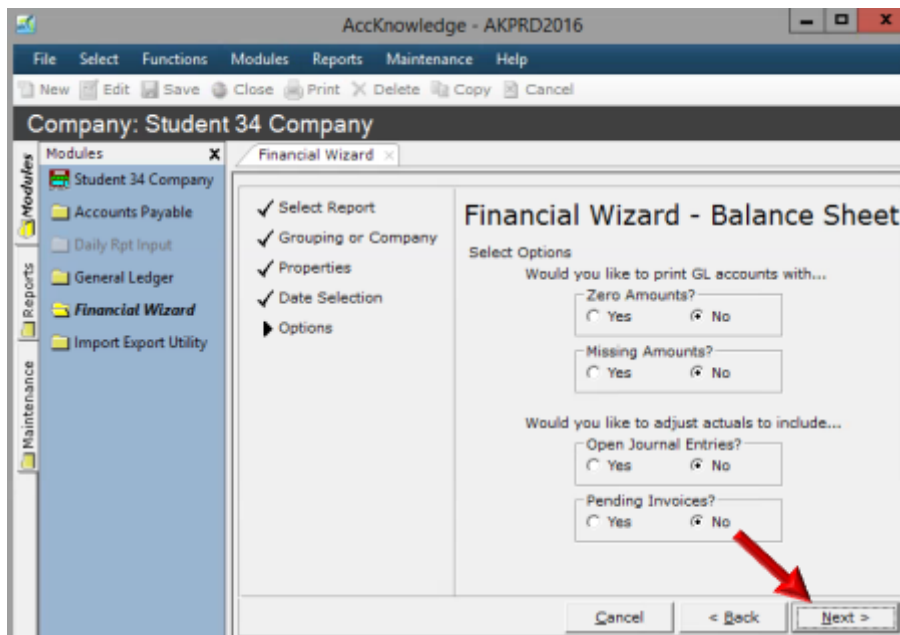 AccKnowledge - AKPRD2016
File Select Functions Modules Reports Maintenance Help
New Edit Save Close Print Delete Copy Cancel
Company: Student 34 Company
Modules
Reports
Maintenance
Modules X
Student 34 Company
Accounts Payable
Daily Rpt Input
General Ledger
Financial Wizard
Import Export Utility
Financial Wizard
Select Report
Grouping or Company
Properties
Date Selection
Options
Financial Wizard - Balance Sheet
Select Options
Would you like to print GL accounts with...
Zero Amounts?
Yes No
Missing Amounts?
Yes No
Would you like to adjust actuals to include...
Open Journal Entries?
Yes No
Pending Invoices?
Yes No
Cancel < Back Next >